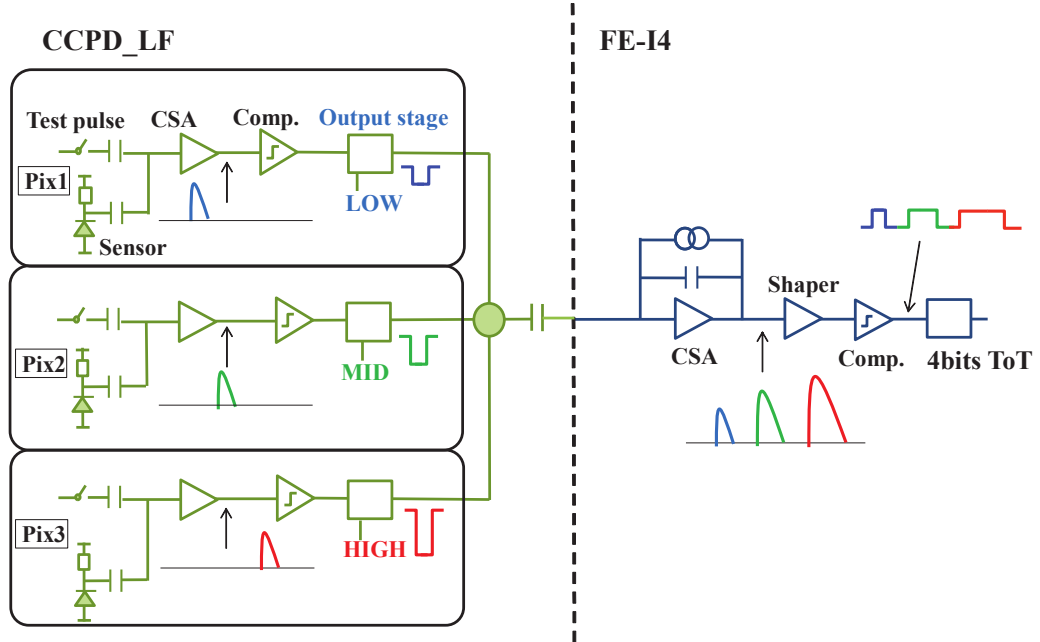 CCPD_LF
FE-I4
Test pulse
CSA
Comp.
Output stage
Pix1
LOW
Sensor
Pix2
MID
Pix3
HIGH
CSA
Shaper
Comp.
4bits ToT